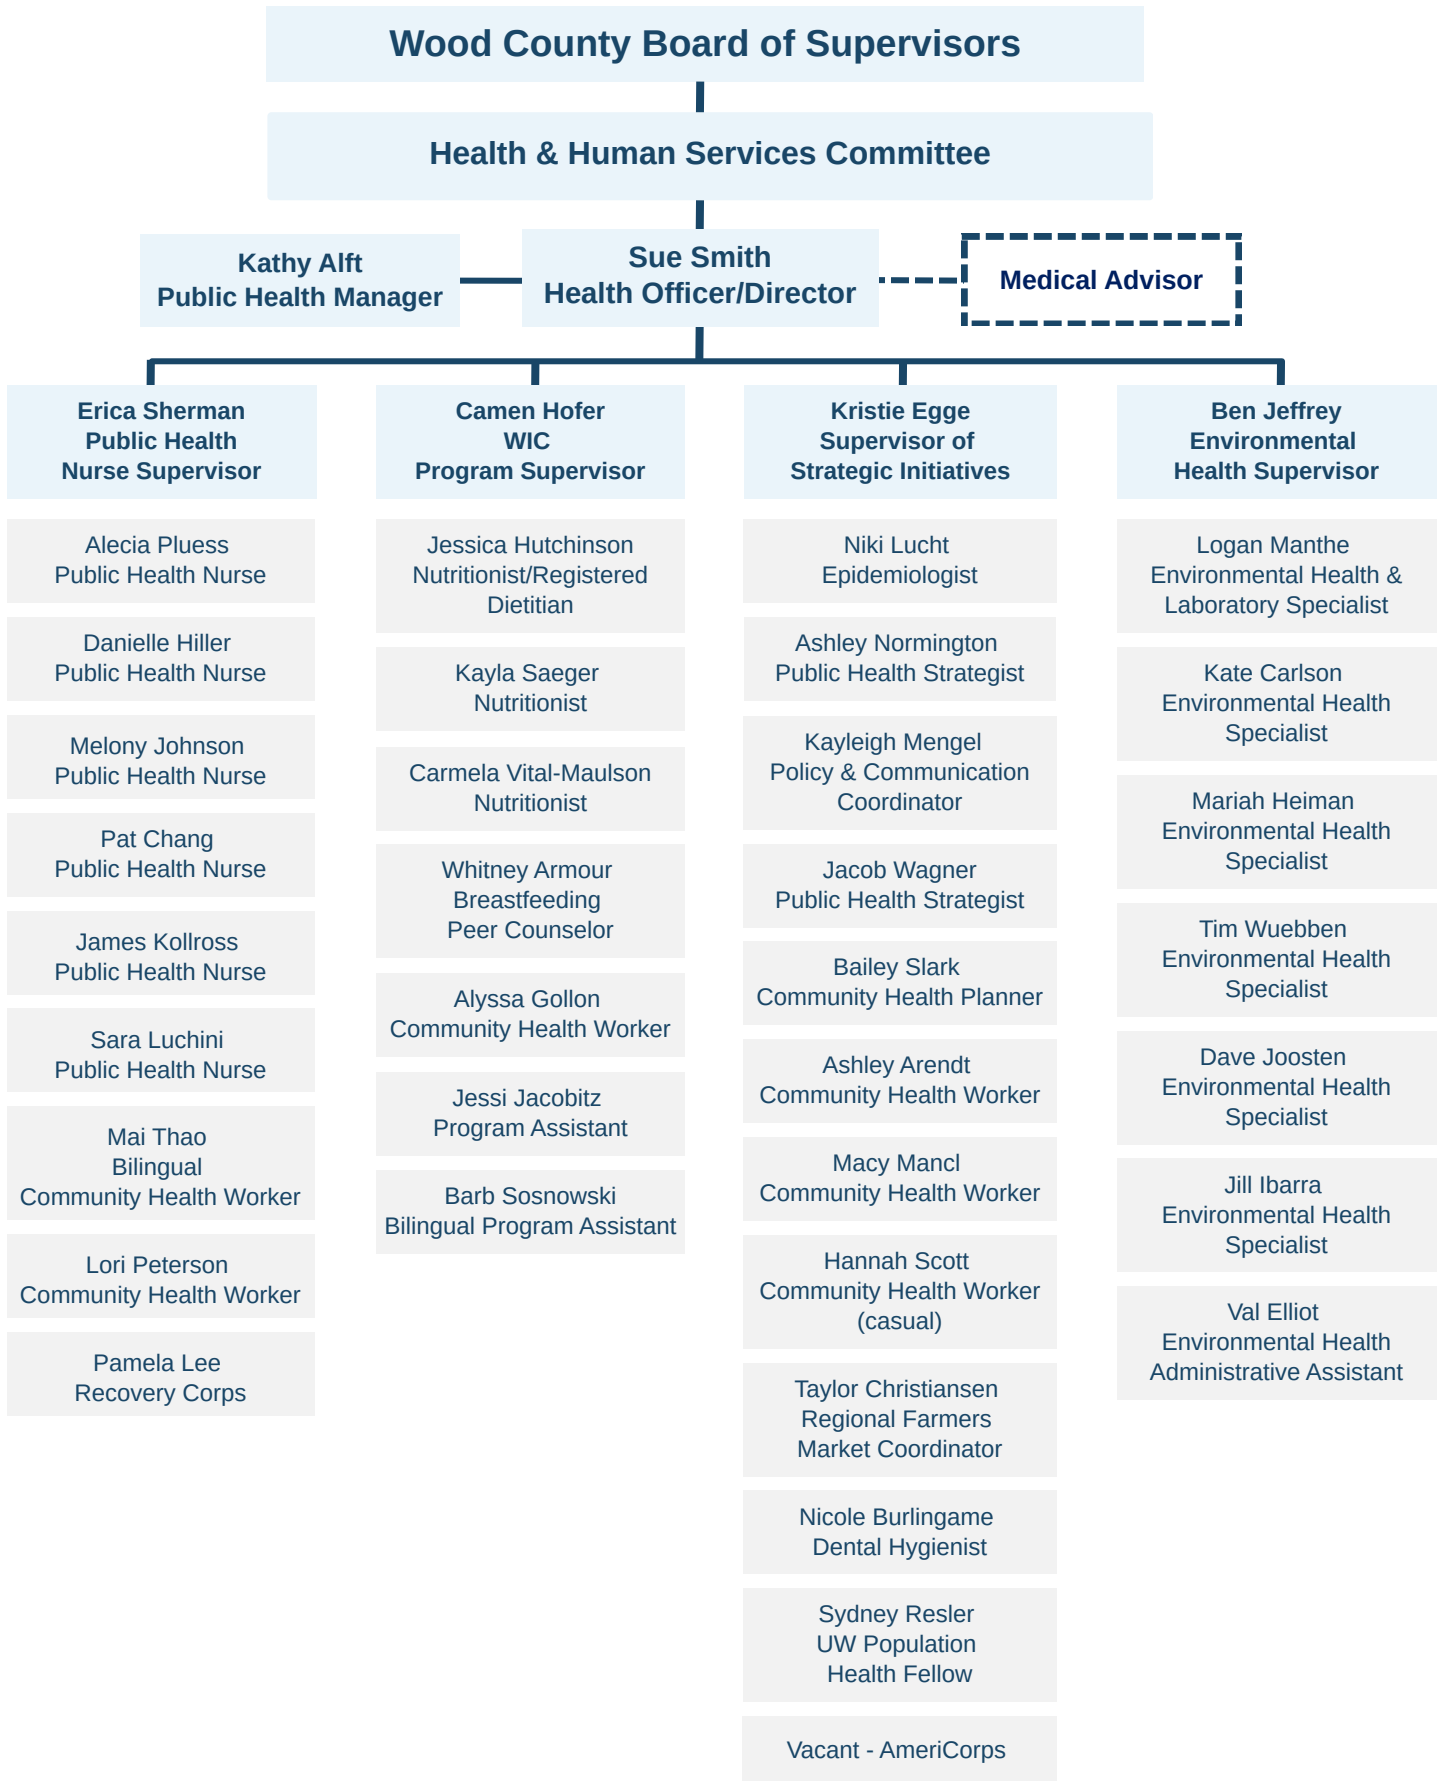 Wood County Board of Supervisors
Health & Human Services Committee
Kathy Alft
Public Health Manager
Sue Smith
Health Officer/Director
Medical Advisor
Erica Sherman
Public Health
Nurse Supervisor
Alecia Pluess
Public Health Nurse
Danielle Hiller
Public Health Nurse
Melony Johnson
Public Health Nurse
Pat Chang
Public Health Nurse
James Kollross
Public Health Nurse
Sara Luchini
Public Health Nurse
Mai Thao
Bilingual
Community Health Worker
Lori Peterson
Community Health Worker
Pamela Lee
Recovery Corps
Camen Hofer
WIC
Program Supervisor
Jessica Hutchinson
Nutritionist/Registered
Dietitian
Kayla Saeger
Nutritionist
Carmela Vital-Maulson
Nutritionist
Whitney Armour
Breastfeeding
Peer Counselor
Alyssa Gollon
Community Health Worker
Jessi Jacobitz
Program Assistant
Barb Sosnowski
Bilingual Program Assistant
Kristie Egge
Supervisor of
Strategic Initiatives
Niki Lucht
Epidemiologist
Ashley Normington
Public Health Strategist
Kayleigh Mengel
Policy & Communication
Coordinator
Jacob Wagner
Public Health Strategist
Bailey Slark
Community Health Planner
Ashley Arendt
Community Health Worker
Macy Mancl
Community Health Worker
Hannah Scott
Community Health Worker
(casual)
Taylor Christiansen
Regional Farmers
Market Coordinator
Nicole Burlingame
Dental Hygienist
Sydney Resler
UW Population
Health Fellow
Vacant - AmeriCorps
Ben Jeffrey
Environmental
Health Supervisor
Logan Manthe
Environmental Health &
Laboratory Specialist
Kate Carlson
Environmental Health
Specialist
Mariah Heiman
Environmental Health
Specialist
Tim Wuebben
Environmental Health
Specialist
Dave Joosten
Environmental Health
Specialist
Jill Ibarra
Environmental Health
Specialist
Val Elliot
Environmental Health
Administrative Assistant